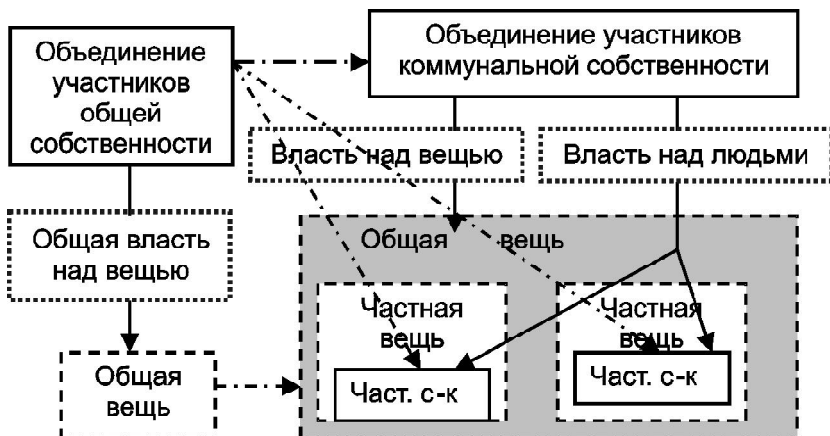 Объединение
участников
общей
собственности
Объединение участников
коммунальной собственности
Власть над вещью
Власть над людьми
Общая власть
над вещью
Общая вещь
Частная
вещь
Част. с-к
Частная
вещь
Част. с-к
Общая
вещь